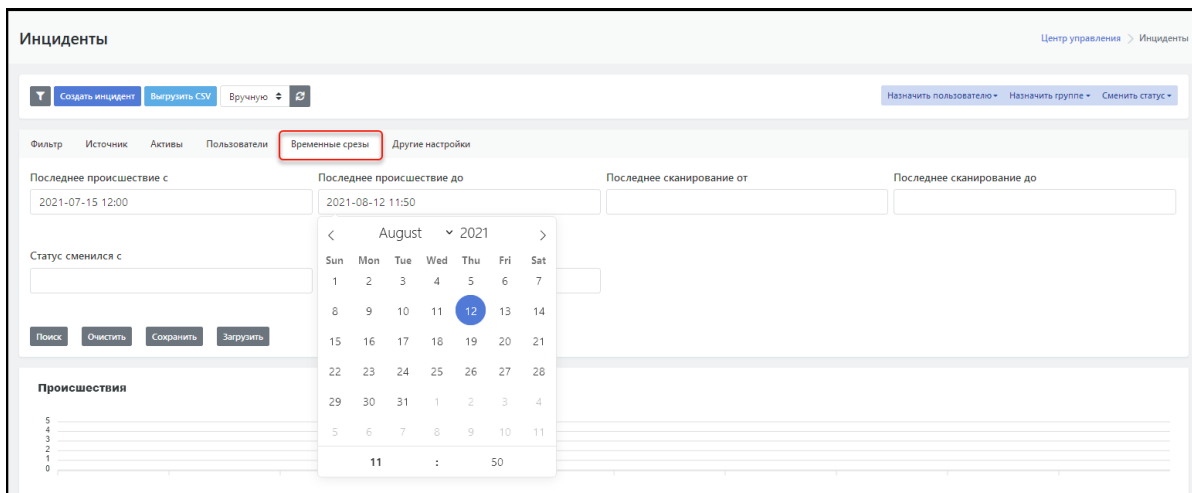 Инциденты
Центр управления > Инциденты
Создать инцидент Выгрузить CSV Вручную Назначить пользователю Назначить группе Сменить статус
Фильтр Источник Активы Пользователи Временные срезы Другие настройки
Последнее происшествие с Последнее происшествие до Последнее сканирование от Последнее сканирование до
2021-07-15 12:00 2021-08-12 11:50
August 2021
Статус сменился с
Sun Mon Tue Wed Thu Fri Sat
1 2 3 4 5 6 7
8 9 10 11 12 13 14
Поиск Очистить Сохранить Загрузить
15 16 17 18 19 20 21
22 23 24 25 26 27 28
Происшествия
29 30 31 1 2 3 4
5 6 7 8 9 10 11
11 : 50
5
4
3
2
1
0